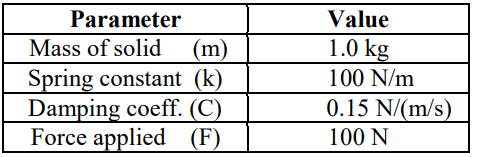 Parameter Value
Mass of solid (m) 1.0 kg
Spring constant (k) 100 N/m
Damping coeff. (C) 0.15 N/(m/s)
Force applied (F) 100 N